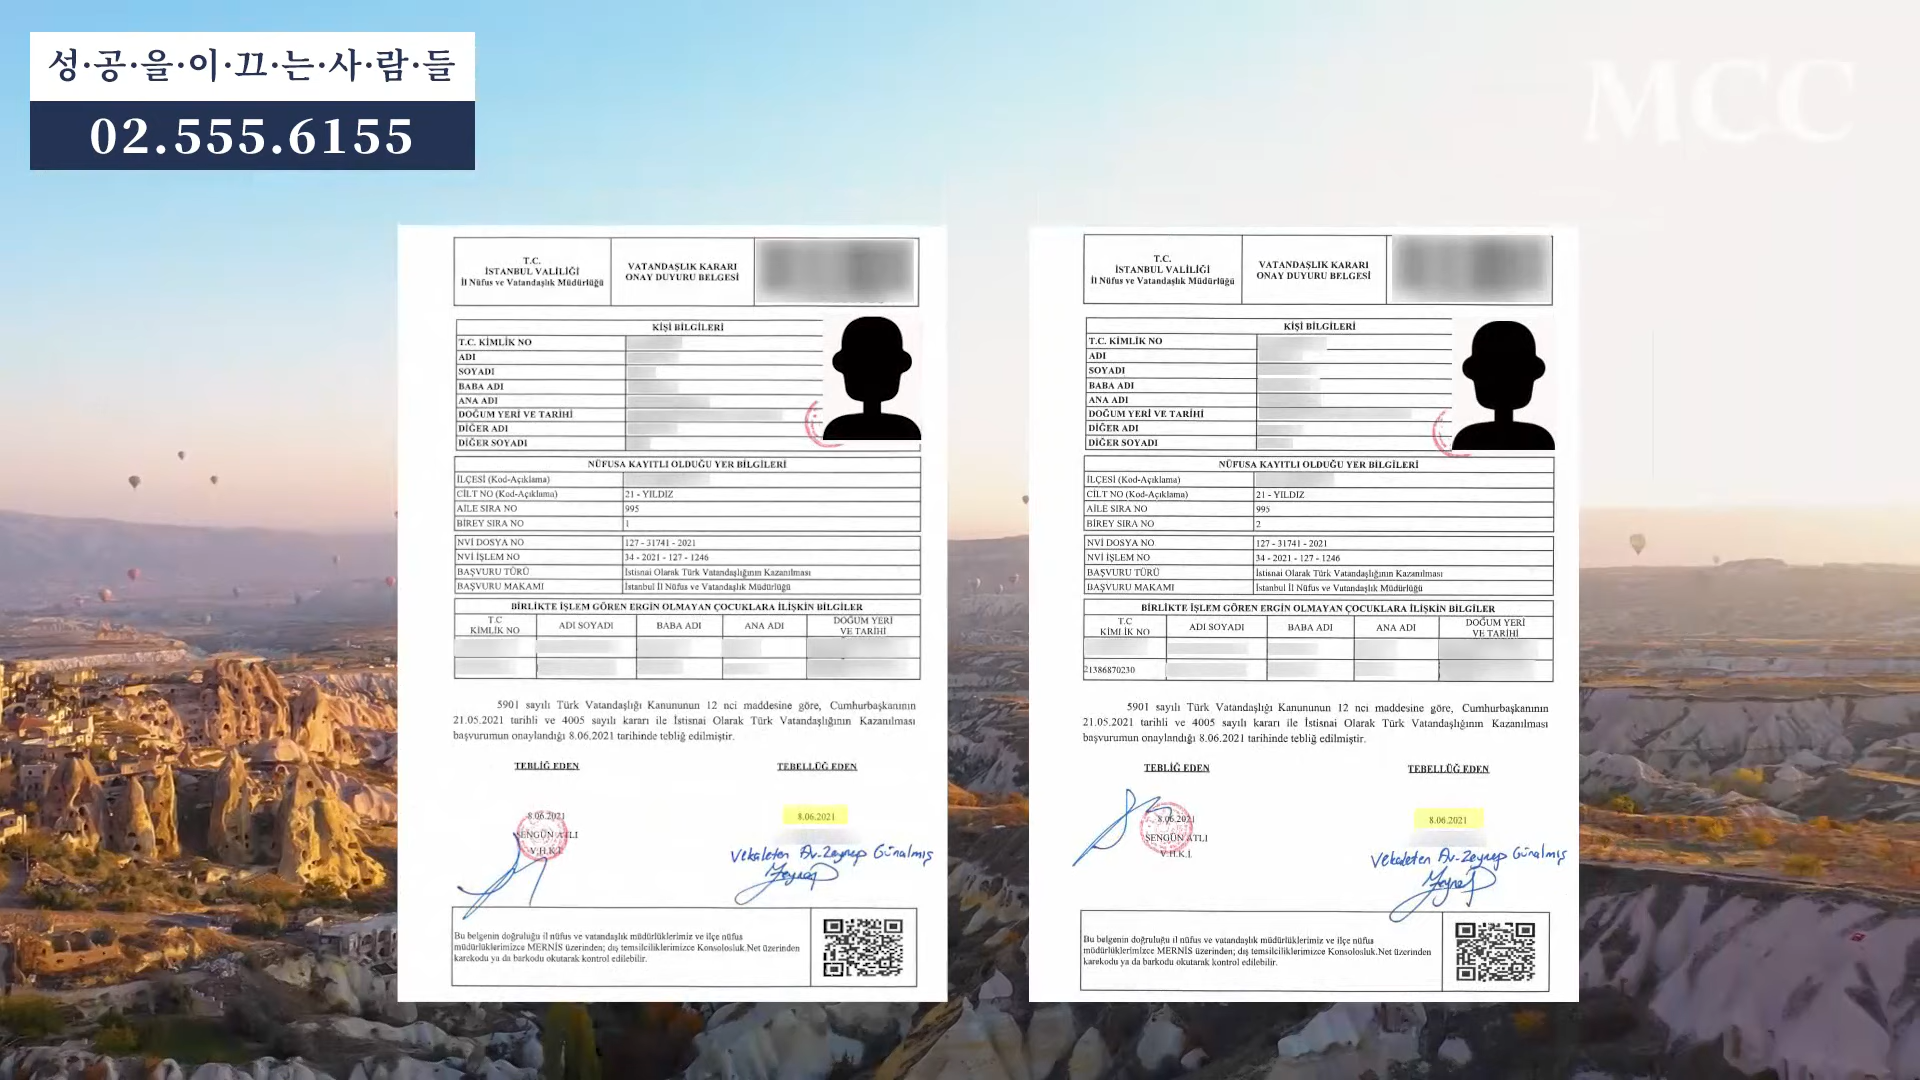 성·공·을·이·끄·는·사·람·들
02.555.6155
MCC
T.C.
İSTANBUL VALİLİĞİ
İl Nüfus ve Vatandaşlık Müdürlüğü
VATANDAŞLIK KARARI
ONAY DUYURU BELGESİ
KİŞİ BİLGİLERİ
T.C. KİMLİK NO
ADI
SOYADI
BABA ADI
ANA ADI
DOĞUM YERİ VE TARİHİ
DİĞER ADI
DİĞER SOYADI
NÜFUSA KAYITLI OLDUĞU YER BİLGİLERİ
İLÇESİ (Kod-Açıklama)
CİLT NO (Kod-Açıklama) 21 - YILDIZ
AİLE SIRA NO 995
BİREY SIRA NO 1
NVİ DOSYA NO 127 - 31741 - 2021
NVİ İŞLEM NO 34 - 2021 - 127 - 1246
BAŞVURU TÜRÜ İstisnai Olarak Türk Vatandaşlığının Kazanılması
BAŞVURU MAKAMI İstanbul İl Nüfus ve Vatandaşlık Müdürlüğü
BİRLİKTE İŞLEM GÖREN ERGİN OLMAYAN ÇOCUKLARA İLİŞKİN BİLGİLER
T.C
KİMLİK NO
ADI SOYADI
BABA ADI
ANA ADI
DOĞUM YERİ
VE TARİHİ
5901 sayılı Türk Vatandaşlığı Kanununun 12 nci maddesine göre, Cumhurbaşkanının
21.05.2021 tarihli ve 4005 sayılı kararı ile İstisnai Olarak Türk Vatandaşlığının Kazanılması
başvurumun onaylandığı 8.06.2021 tarihinde tebliğ edilmiştir.
TEBLİĞ EDEN
8.06.2021
ŞENGÜN ATLI
V.H.K.İ.
TEBELLÜĞ EDEN
8.06.2021
Vekaleten Av. Zeynep Günalmış
Zeynep
Bu belgenin doğruluğu il nüfus ve vatandaşlık müdürlüklerimiz ve ilçe nüfus
müdürlüklerimizce MERNİS üzerinden; dış temsilciliklerimizce Konsolosluk.Net üzerinden
karekodu ya da barkodu okutarak kontrol edilebilir.
T.C.
İSTANBUL VALİLİĞİ
İl Nüfus ve Vatandaşlık Müdürlüğü
VATANDAŞLIK KARARI
ONAY DUYURU BELGESİ
KİŞİ BİLGİLERİ
T.C. KİMLİK NO
ADI
SOYADI
BABA ADI
ANA ADI
DOĞUM YERİ VE TARİHİ
DİĞER ADI
DİĞER SOYADI
NÜFUSA KAYITLI OLDUĞU YER BİLGİLERİ
İLÇESİ (Kod-Açıklama)
CİLT NO (Kod-Açıklama) 21 - YILDIZ
AİLE SIRA NO 995
BİREY SIRA NO 2
NVİ DOSYA NO 127 - 31741 - 2021
NVİ İŞLEM NO 34 - 2021 - 127 - 1246
BAŞVURU TÜRÜ İstisnai Olarak Türk Vatandaşlığının Kazanılması
BAŞVURU MAKAMI İstanbul İl Nüfus ve Vatandaşlık Müdürlüğü
BİRLİKTE İŞLEM GÖREN ERGİN OLMAYAN ÇOCUKLARA İLİŞKİN BİLGİLER
T.C
KİMLİK NO
ADI SOYADI
BABA ADI
ANA ADI
DOĞUM YERİ
VE TARİHİ
21386870230
5901 sayılı Türk Vatandaşlığı Kanununun 12 nci maddesine göre, Cumhurbaşkanının
21.05.2021 tarihli ve 4005 sayılı kararı ile İstisnai Olarak Türk Vatandaşlığının Kazanılması
başvurumun onaylandığı 8.06.2021 tarihinde tebliğ edilmiştir.
TEBLİĞ EDEN
8.06.2021
ŞENGÜN ATLI
V.H.K.İ.
TEBELLÜĞ EDEN
8.06.2021
Vekaleten Av. Zeynep Günalmış
Zeynep
Bu belgenin doğruluğu il nüfus ve vatandaşlık müdürlüklerimiz ve ilçe nüfus
müdürlüklerimizce MERNİS üzerinden; dış temsilciliklerimizce Konsolosluk.Net üzerinden
karekodu ya da barkodu okutarak kontrol edilebilir.